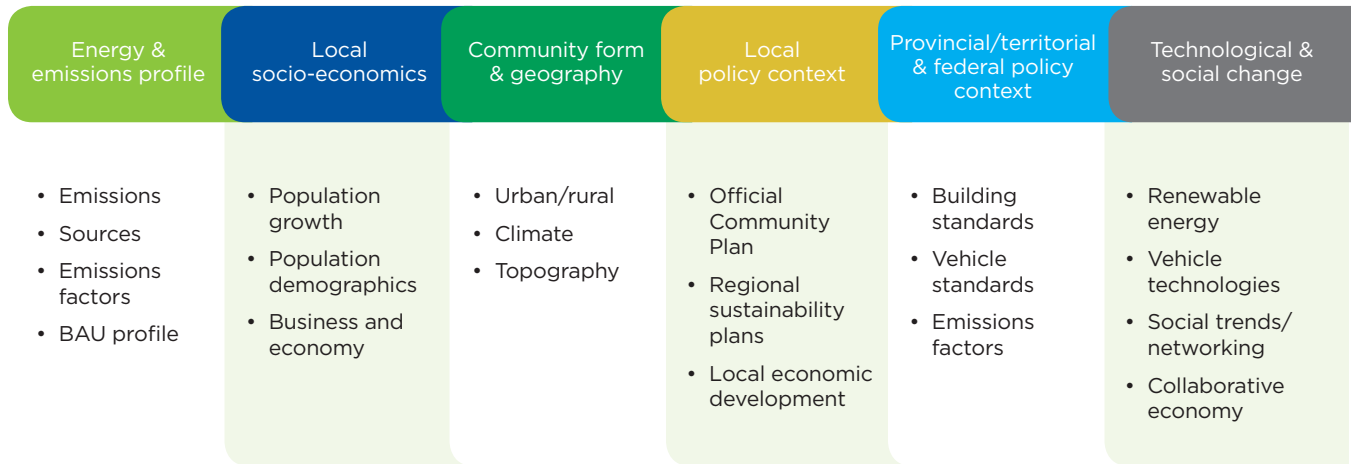 Energy &
emissions profile
Local
socio-economics
Community form
& geography
Local
policy context
Provincial/territorial
& federal policy
context
Technological &
social change
• Emissions
• Sources
• Emissions
factors
• BAU profile
• Population
growth
• Population
demographics
• Business and
economy
• Urban/rural
• Climate
• Topography
• Official
Community
Plan
• Regional
sustainability
plans
• Local economic
development
• Building
standards
• Vehicle
standards
• Emissions
factors
• Renewable
energy
• Vehicle
technologies
• Social trends/
networking
• Collaborative
economy